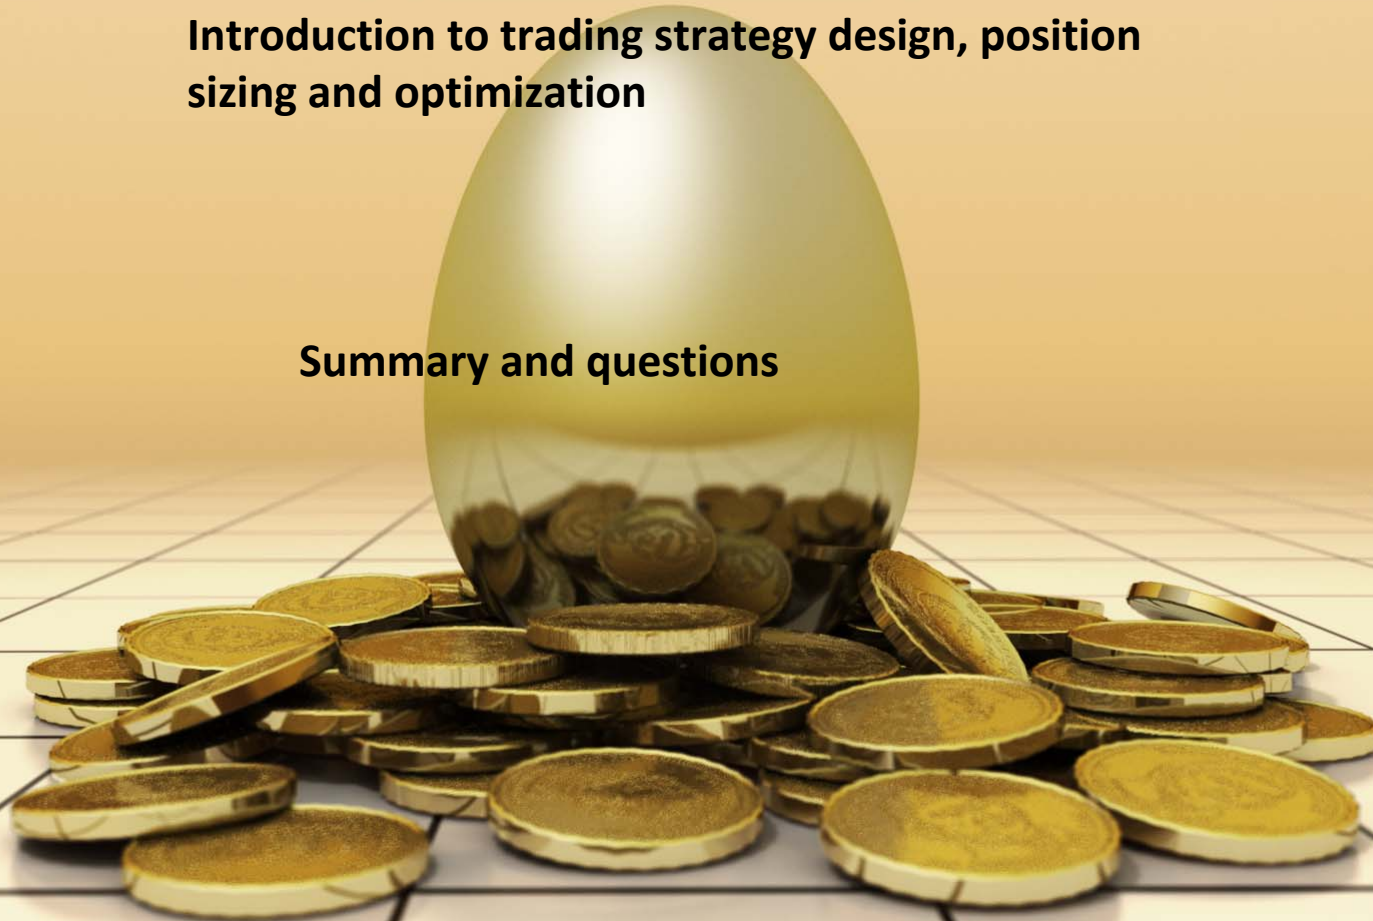 Introduction to trading strategy design, position
sizing and optimization
Summary and questions